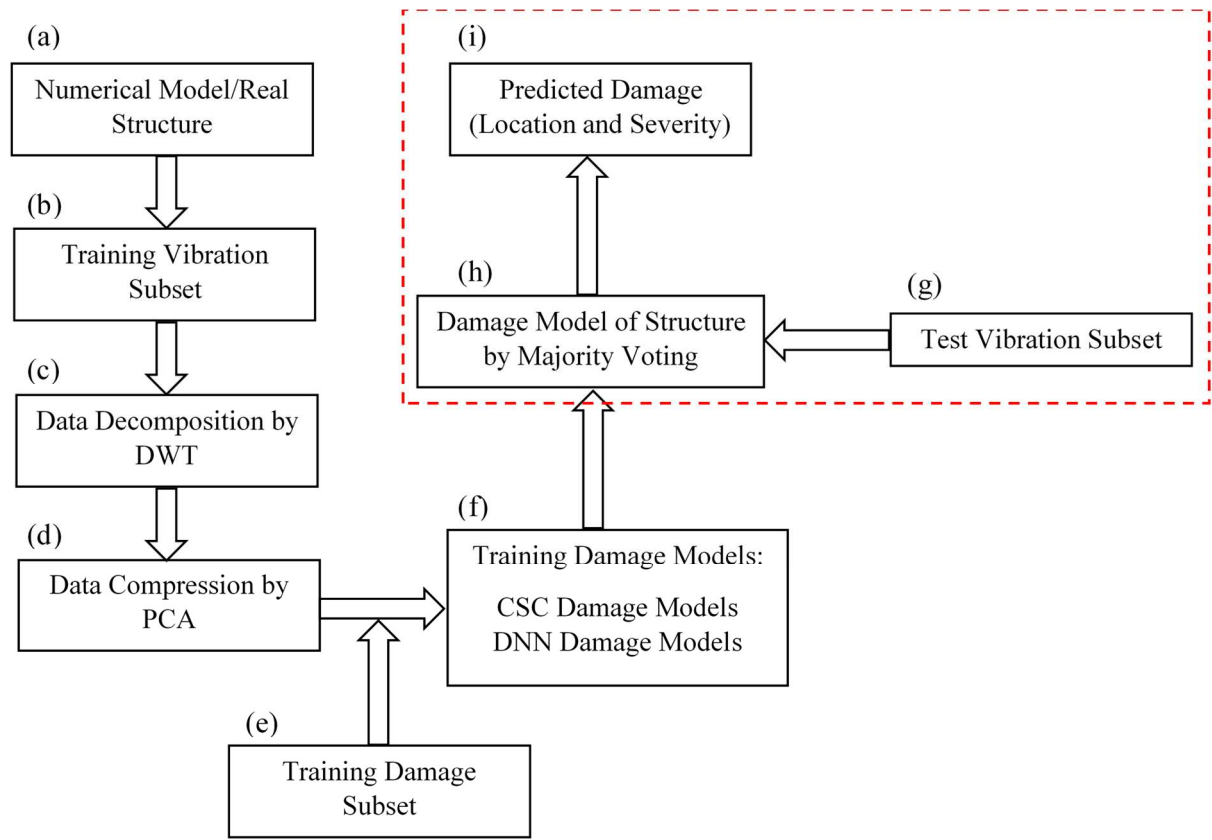 (a)
Numerical Model/Real
Structure
(b)
Training Vibration
Subset
(c)
Data Decomposition by
DWT
(d)
Data Compression by
PCA
(e)
Training Damage
Subset
(f)
Training Damage Models:
CSC Damage Models
DNN Damage Models
(g)
Test Vibration Subset
(h)
Damage Model of Structure
by Majority Voting
(i)
Predicted Damage
(Location and Severity)